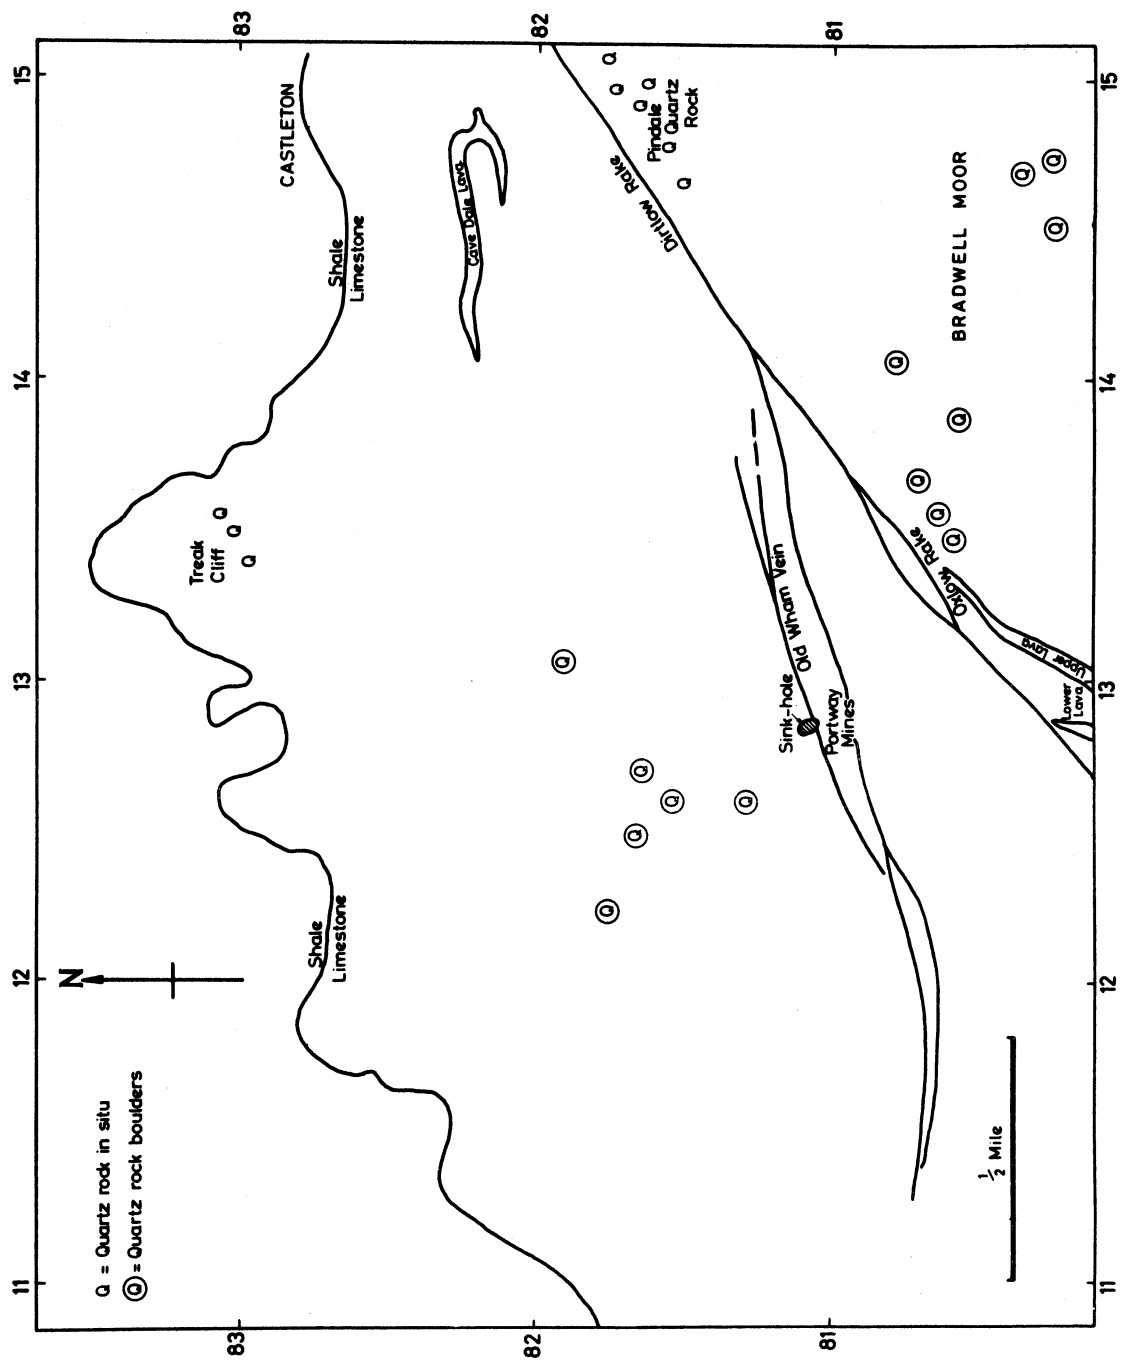 11 12 13 14 15
N
Q = Quartz rock in situ
Ⓠ = Quartz rock boulders
83
83
Treak
Cliff
Q
Q
Q
CASTLETON
Shale
Limestone
Shale
Limestone
Cave Dale Lava
82
82
Ⓠ
Ⓠ
Ⓠ
Ⓠ
Ⓠ
Ⓠ
Q
Q
Q
Q
Pindale
Q Quartz
Rock
Q
Dirtlow Rake
Sink-hole
Old Wham Vein
Portway
Mines
81
81
Ⓠ
Ⓠ
Ⓠ
Ⓠ
Ⓠ
Oxlow Rake
BRADWELL MOOR
Ⓠ
Ⓠ
Ⓠ
½ Mile
Upper Lava
Lower
Lava
11 12 13 14 15